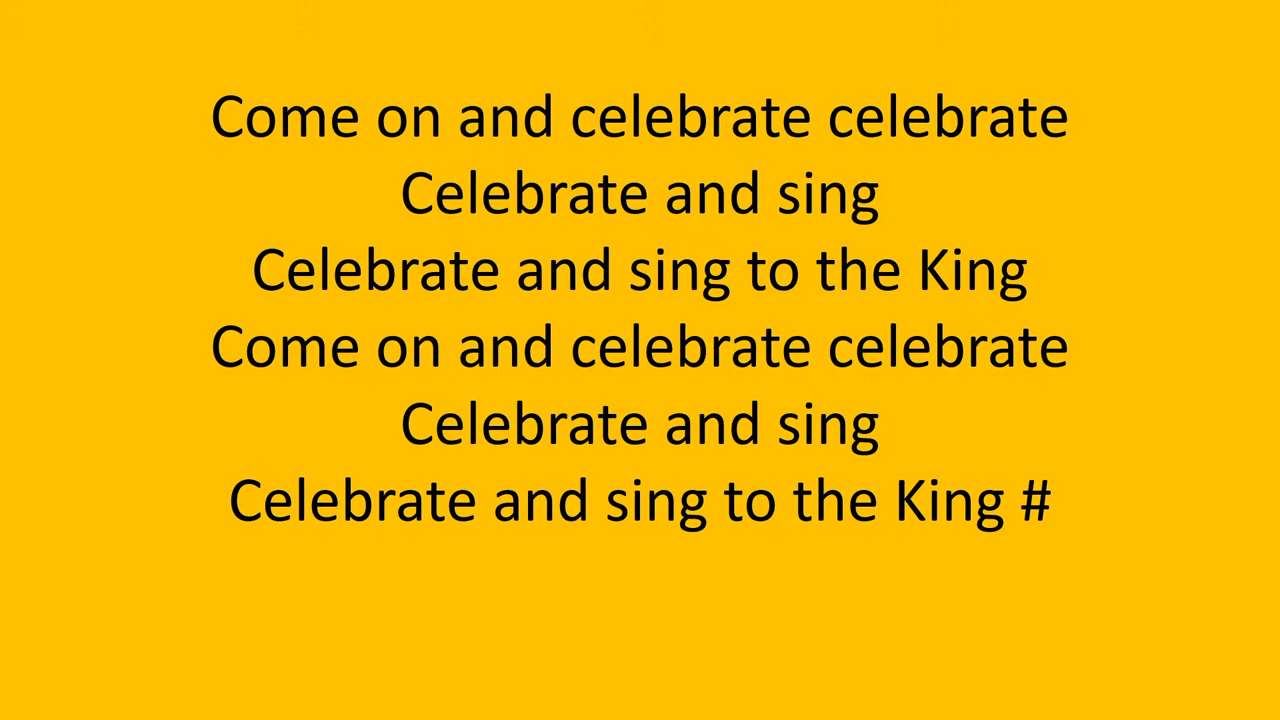 Come on and celebrate celebrate
Celebrate and sing
Celebrate and sing to the King
Come on and celebrate celebrate
Celebrate and sing
Celebrate and sing to the King #